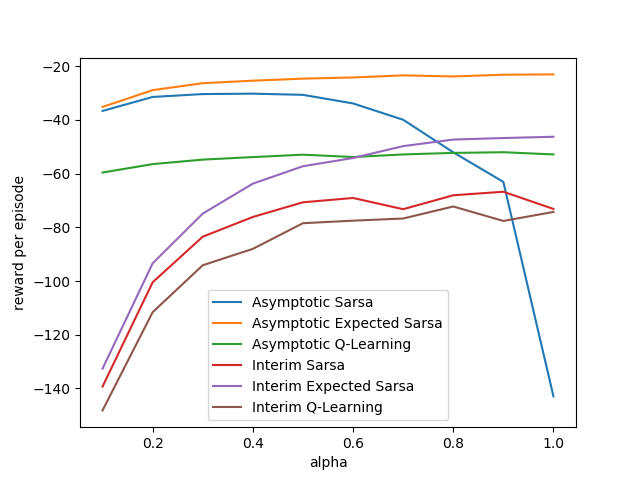 −20
−40
−60
−80
−100
−120
−140
reward per episode
Asymptotic Sarsa
Asymptotic Expected Sarsa
Asymptotic Q-Learning
Interim Sarsa
Interim Expected Sarsa
Interim Q-Learning
0.2 0.4 0.6 0.8 1.0
alpha